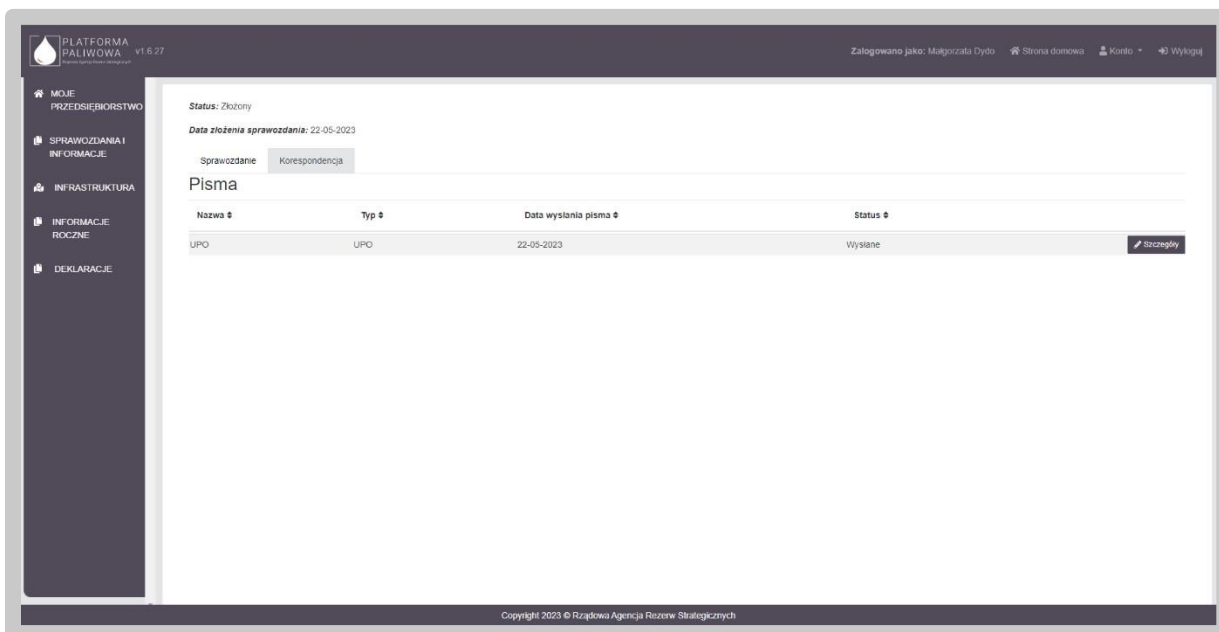 PLATFORMA
PALIWOWA v1.6.27
Zalogowano jako: Małgorzata Dydo Strona domowa Konto Wyloguj
MOJE
PRZEDSIĘBIORSTWO
SPRAWOZDANIA I
INFORMACJE
INFRASTRUKTURA
INFORMACJE
ROCZNE
DEKLARACJE
Status: Złożony
Data złożenia sprawozdania: 22-05-2023
Sprawozdanie Korespondencja
Pisma
Nazwa Typ Data wysłania pisma Status
UPO UPO 22-05-2023 Wysłane Szczegóły
Copyright 2023 © Rządowa Agencja Rezerw Strategicznych